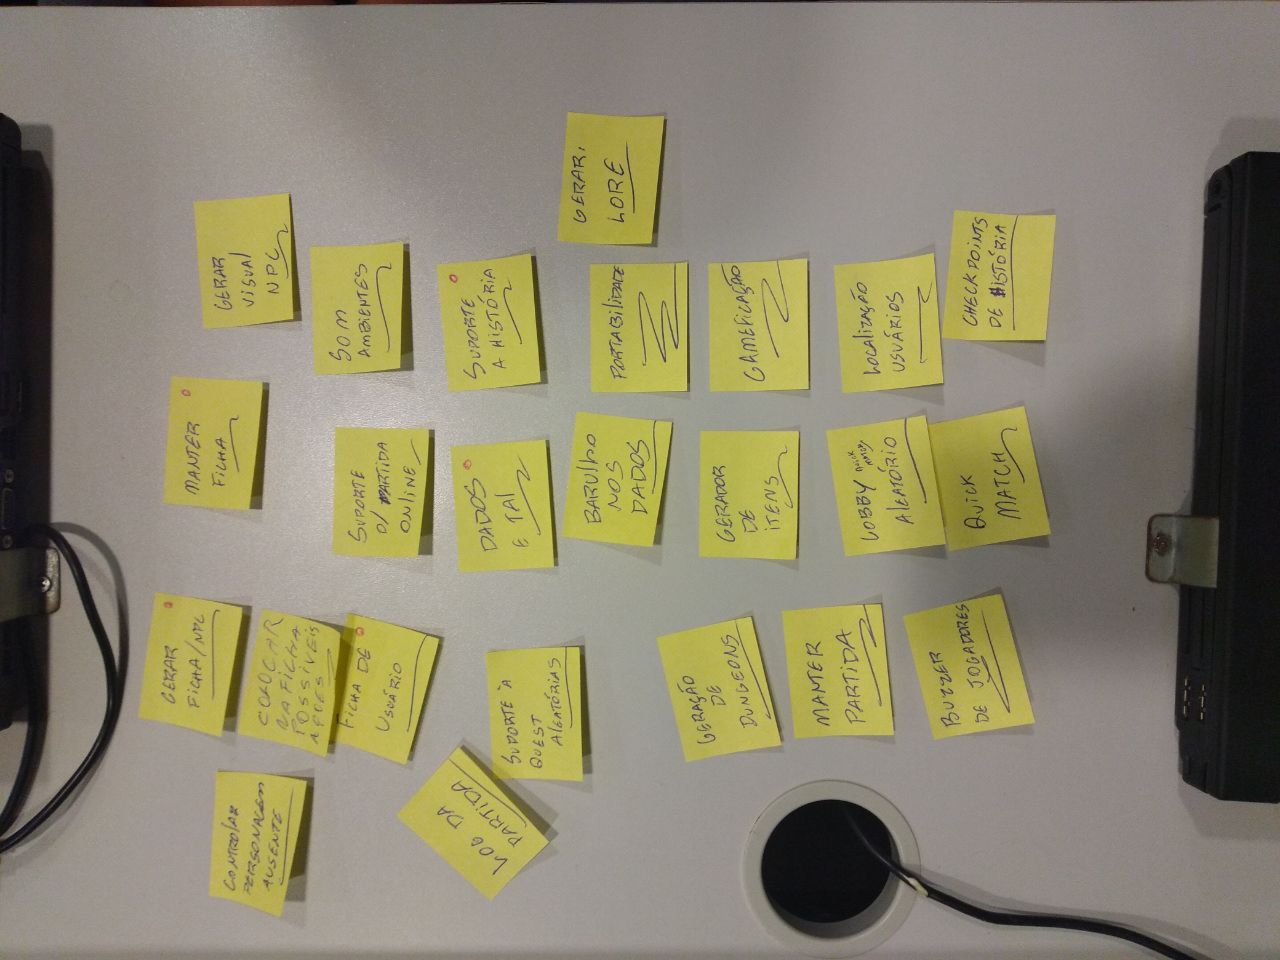 GERAR
VISUAL
NPC
MANTER
FICHA
GERAR
FICHA/NPC
CONTROLAR
PERSONAGEM
AUSENTE
COLOCAR
NA FICHA
POSSÍVEIS
FICHA DE
USUÁRIO
SOM
AMBIENTES
SUPORTE
P/ PARTIDA
ONLINE
SUPORTE
A HISTÓRIA
DADOS
E TAL
LOG DA
PARTIDA
SUPORTE À
QUEST
ALEATÓRIAS
GERAR
LORE
PORTABILIDADE
BARULHO
NOS
DADOS
GAMEFICAÇÃO
GERADOR
DE
ITENS
GERAÇÃO
DE
DUNGEONS
LOCALIZAÇÃO
USUÁRIOS
LOBBY
ALEATÓRIO
MANTER
PARTIDA
CHECKPOINTS
DE HISTÓRIA
QUICK
MATCH
BUZZER
DE JOGADORES